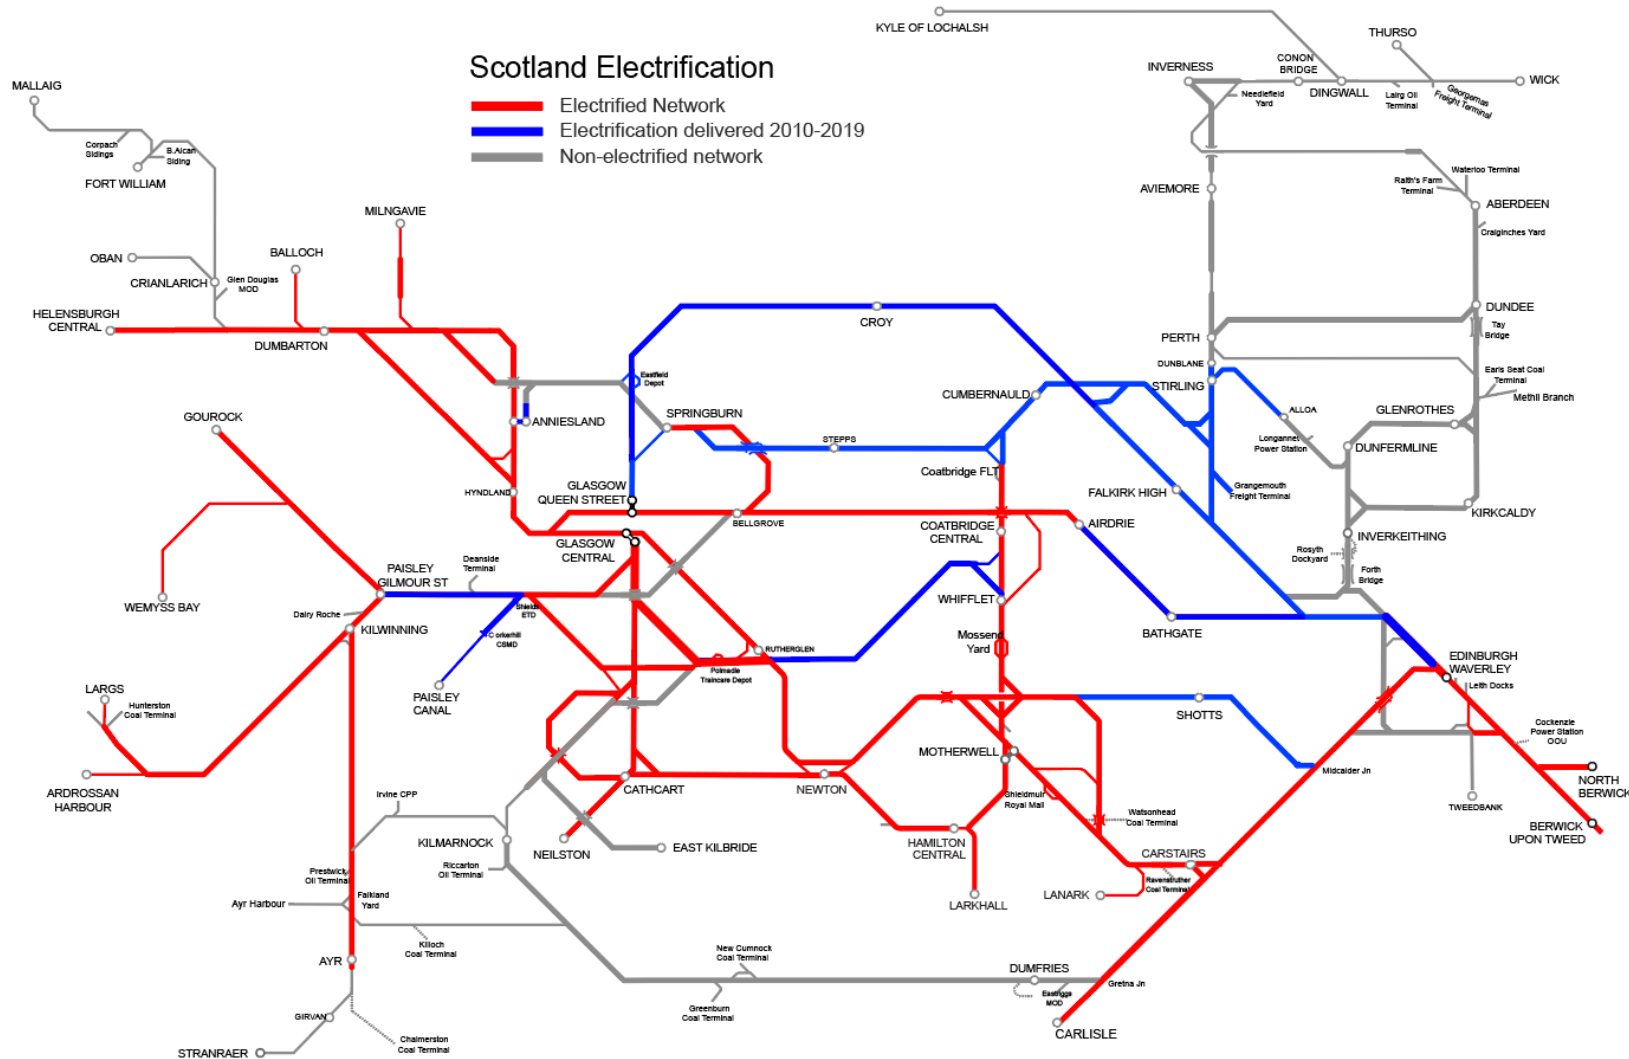 Scotland Electrification
Electrified Network
Electrification delivered 2010-2019
Non-electrified network
KYLE OF LOCHALSH
THURSO
INVERNESS
CONON
BRIDGE
DINGWALL
WICK
Needlefield
Yard
Lairg Oil
Terminal
Georgemas
Freight Terminal
MALLAIG
Corpach
Sidings
B.Alcan
Siding
FORT WILLIAM
AVIEMORE
Waterloo Terminal
Raith's Farm
Terminal
ABERDEEN
Craiginches Yard
MILNGAVIE
BALLOCH
OBAN
CRIANLARICH
Glen Douglas
MOD
HELENSBURGH
CENTRAL
DUMBARTON
CROY
PERTH
DUNDEE
Tay
Bridge
DUNBLANE
STIRLING
Earls Seat Coal
Terminal
Methil Branch
Eastfield
Depot
CUMBERNAULD
GOUROCK
ANNIESLAND
SPRINGBURN
STEPPS
ALLOA
GLENROTHES
Longannet
Power Station
DUNFERMLINE
Coatbridge FLT
HYNDLAND
GLASGOW
QUEEN STREET
FALKIRK HIGH
Grangemouth
Freight Terminal
KIRKCALDY
BELLGROVE
COATBRIDGE
CENTRAL
AIRDRIE
INVERKEITHING
GLASGOW
CENTRAL
Rosyth
Dockyard
Forth
Bridge
Deanside
Terminal
PAISLEY
GILMOUR ST
WEMYSS BAY
Dairy Roche
Shields
ETD
WHIFFLET
KILWINNING
C orkerhill
CSMD
BATHGATE
Mossend
Yard
RUTHERGLEN
Polmadie
Traincare Depot
EDINBURGH
WAVERLEY
Leith Docks
LARGS
Hunterston
Coal Terminal
PAISLEY
CANAL
SHOTTS
Cockenzie
Power Station
OOU
MOTHERWELL
Midcalder Jn
NORTH
BERWICK
ARDROSSAN
HARBOUR
CATHCART
NEWTON
Shieldmuir
Royal Mail
TWEEDBANK
Irvine CPP
Watsonhead
Coal Terminal
BERWICK
UPON TWEED
KILMARNOCK
NEILSTON
EAST KILBRIDE
HAMILTON
CENTRAL
CARSTAIRS
Riccarton
Oil Terminal
Prestwick
Oil Terminal
Ravenstruther
Coal Terminal
LANARK
LARKHALL
Ayr Harbour
Falkland
Yard
Killoch
Coal Terminal
New Cumnock
Coal Terminal
AYR
DUMFRIES
Gretna Jn
Eastriggs
MOD
Greenburn
Coal Terminal
GIRVAN
CARLISLE
Chalmerston
Coal Terminal
STRANRAER